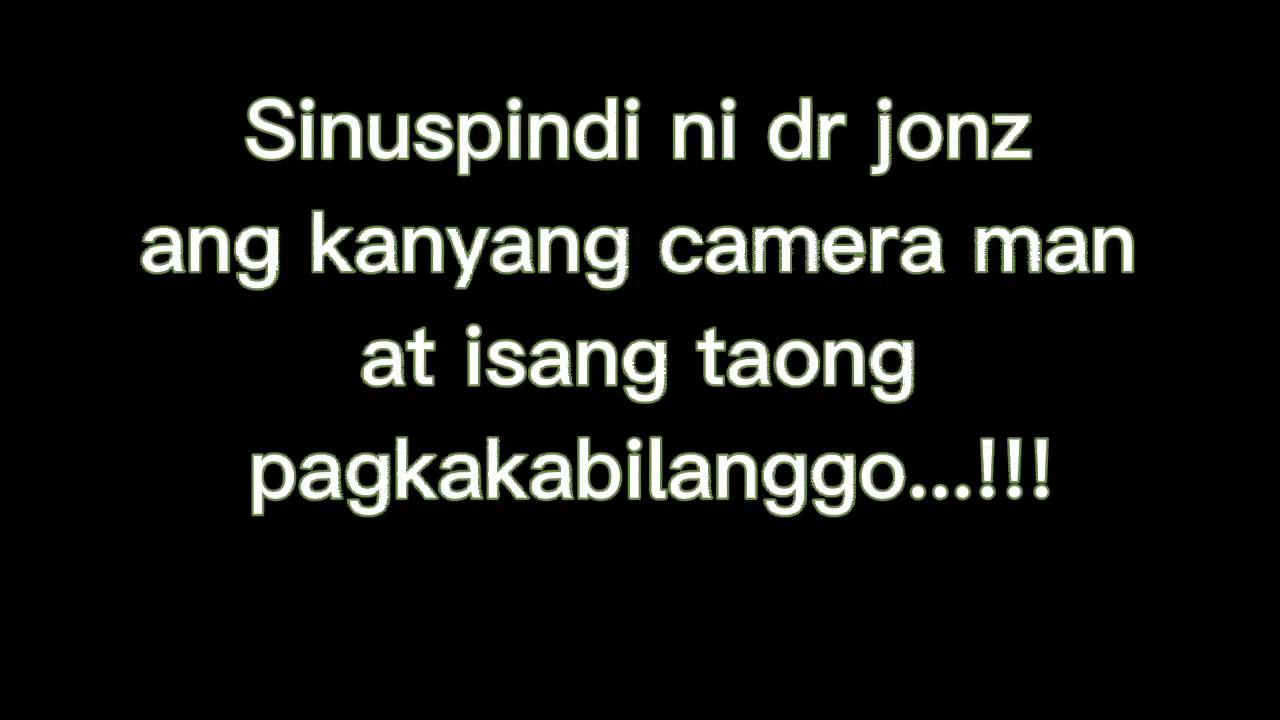 Sinuspindi ni dr jonz
ang kanyang camera man
at isang taong
pagkakabilanggo...!!!